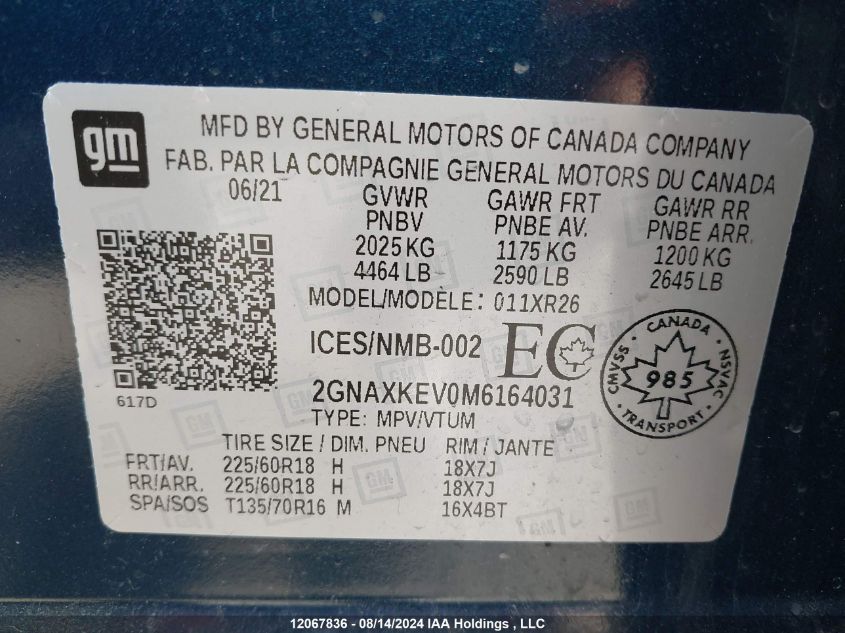 gm
MFD BY GENERAL MOTORS OF CANADA COMPANY
FAB. PAR LA COMPAGNIE GENERAL MOTORS DU CANADA
06/21 GVWR GAWR FRT GAWR RR
PNBV PNBE AV. PNBE ARR.
2025 KG 1175 KG 1200 KG
4464 LB 2590 LB 2645 LB
MODEL/MODÈLE: 011XR26
ICES/NMB-002 EC
CANADA
CMVSS 985 NSVAC
TRANSPORT
617D
2GNAXKEV0M6164031
TYPE: MPV/VTUM
TIRE SIZE / DIM. PNEU RIM / JANTE
FRT/AV. 225/60R18 H 18X7J
RR/ARR. 225/60R18 H 18X7J
SPA/SOS T135/70R16 M 16X4BT
12067836 - 08/14/2024 IAA Holdings , LLC